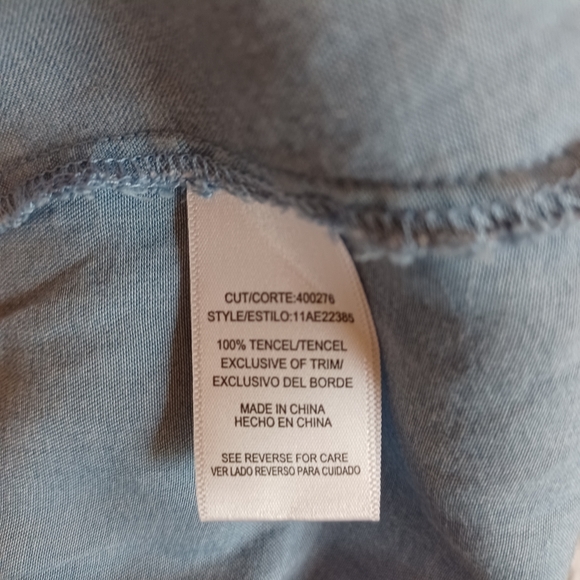 CUT/CORTE:400276
STYLE/ESTILO:11AE22385
100% TENCEL/TENCEL
EXCLUSIVE OF TRIM/
EXCLUSIVO DEL BORDE
MADE IN CHINA
HECHO EN CHINA
SEE REVERSE FOR CARE
VER LADO REVERSO PARA CUIDADO